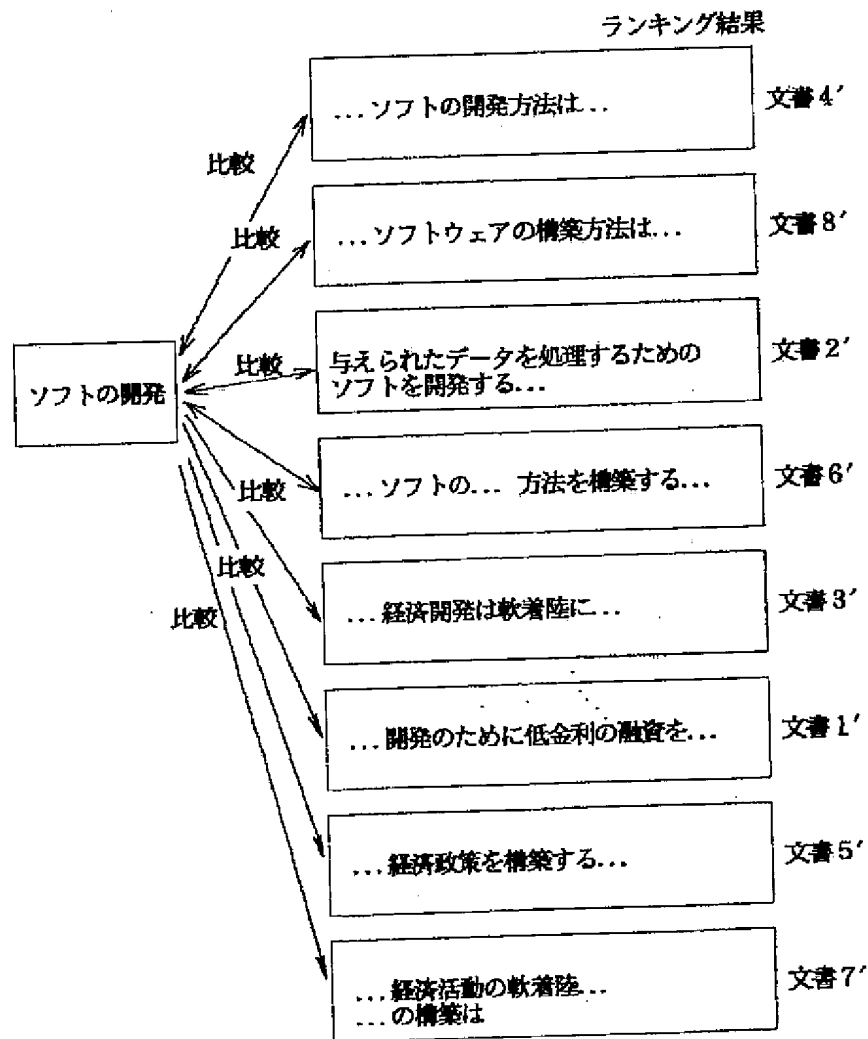 ランキング結果
...ソフトの開発方法は...
文書4′
比較
...ソフトウェアの構築方法は...
文書8′
比較
与えられたデータを処理するための
ソフトを開発する...
文書2′
比較
ソフトの開発
...ソフトの... 方法を構築する...
文書6′
比較
...経済開発は軟着陸に...
文書3′
比較
比較
...開発のために低金利の融資を...
文書1′
...経済政策を構築する...
文書5′
...経済活動の軟着陸...
...の構築は
文書7′